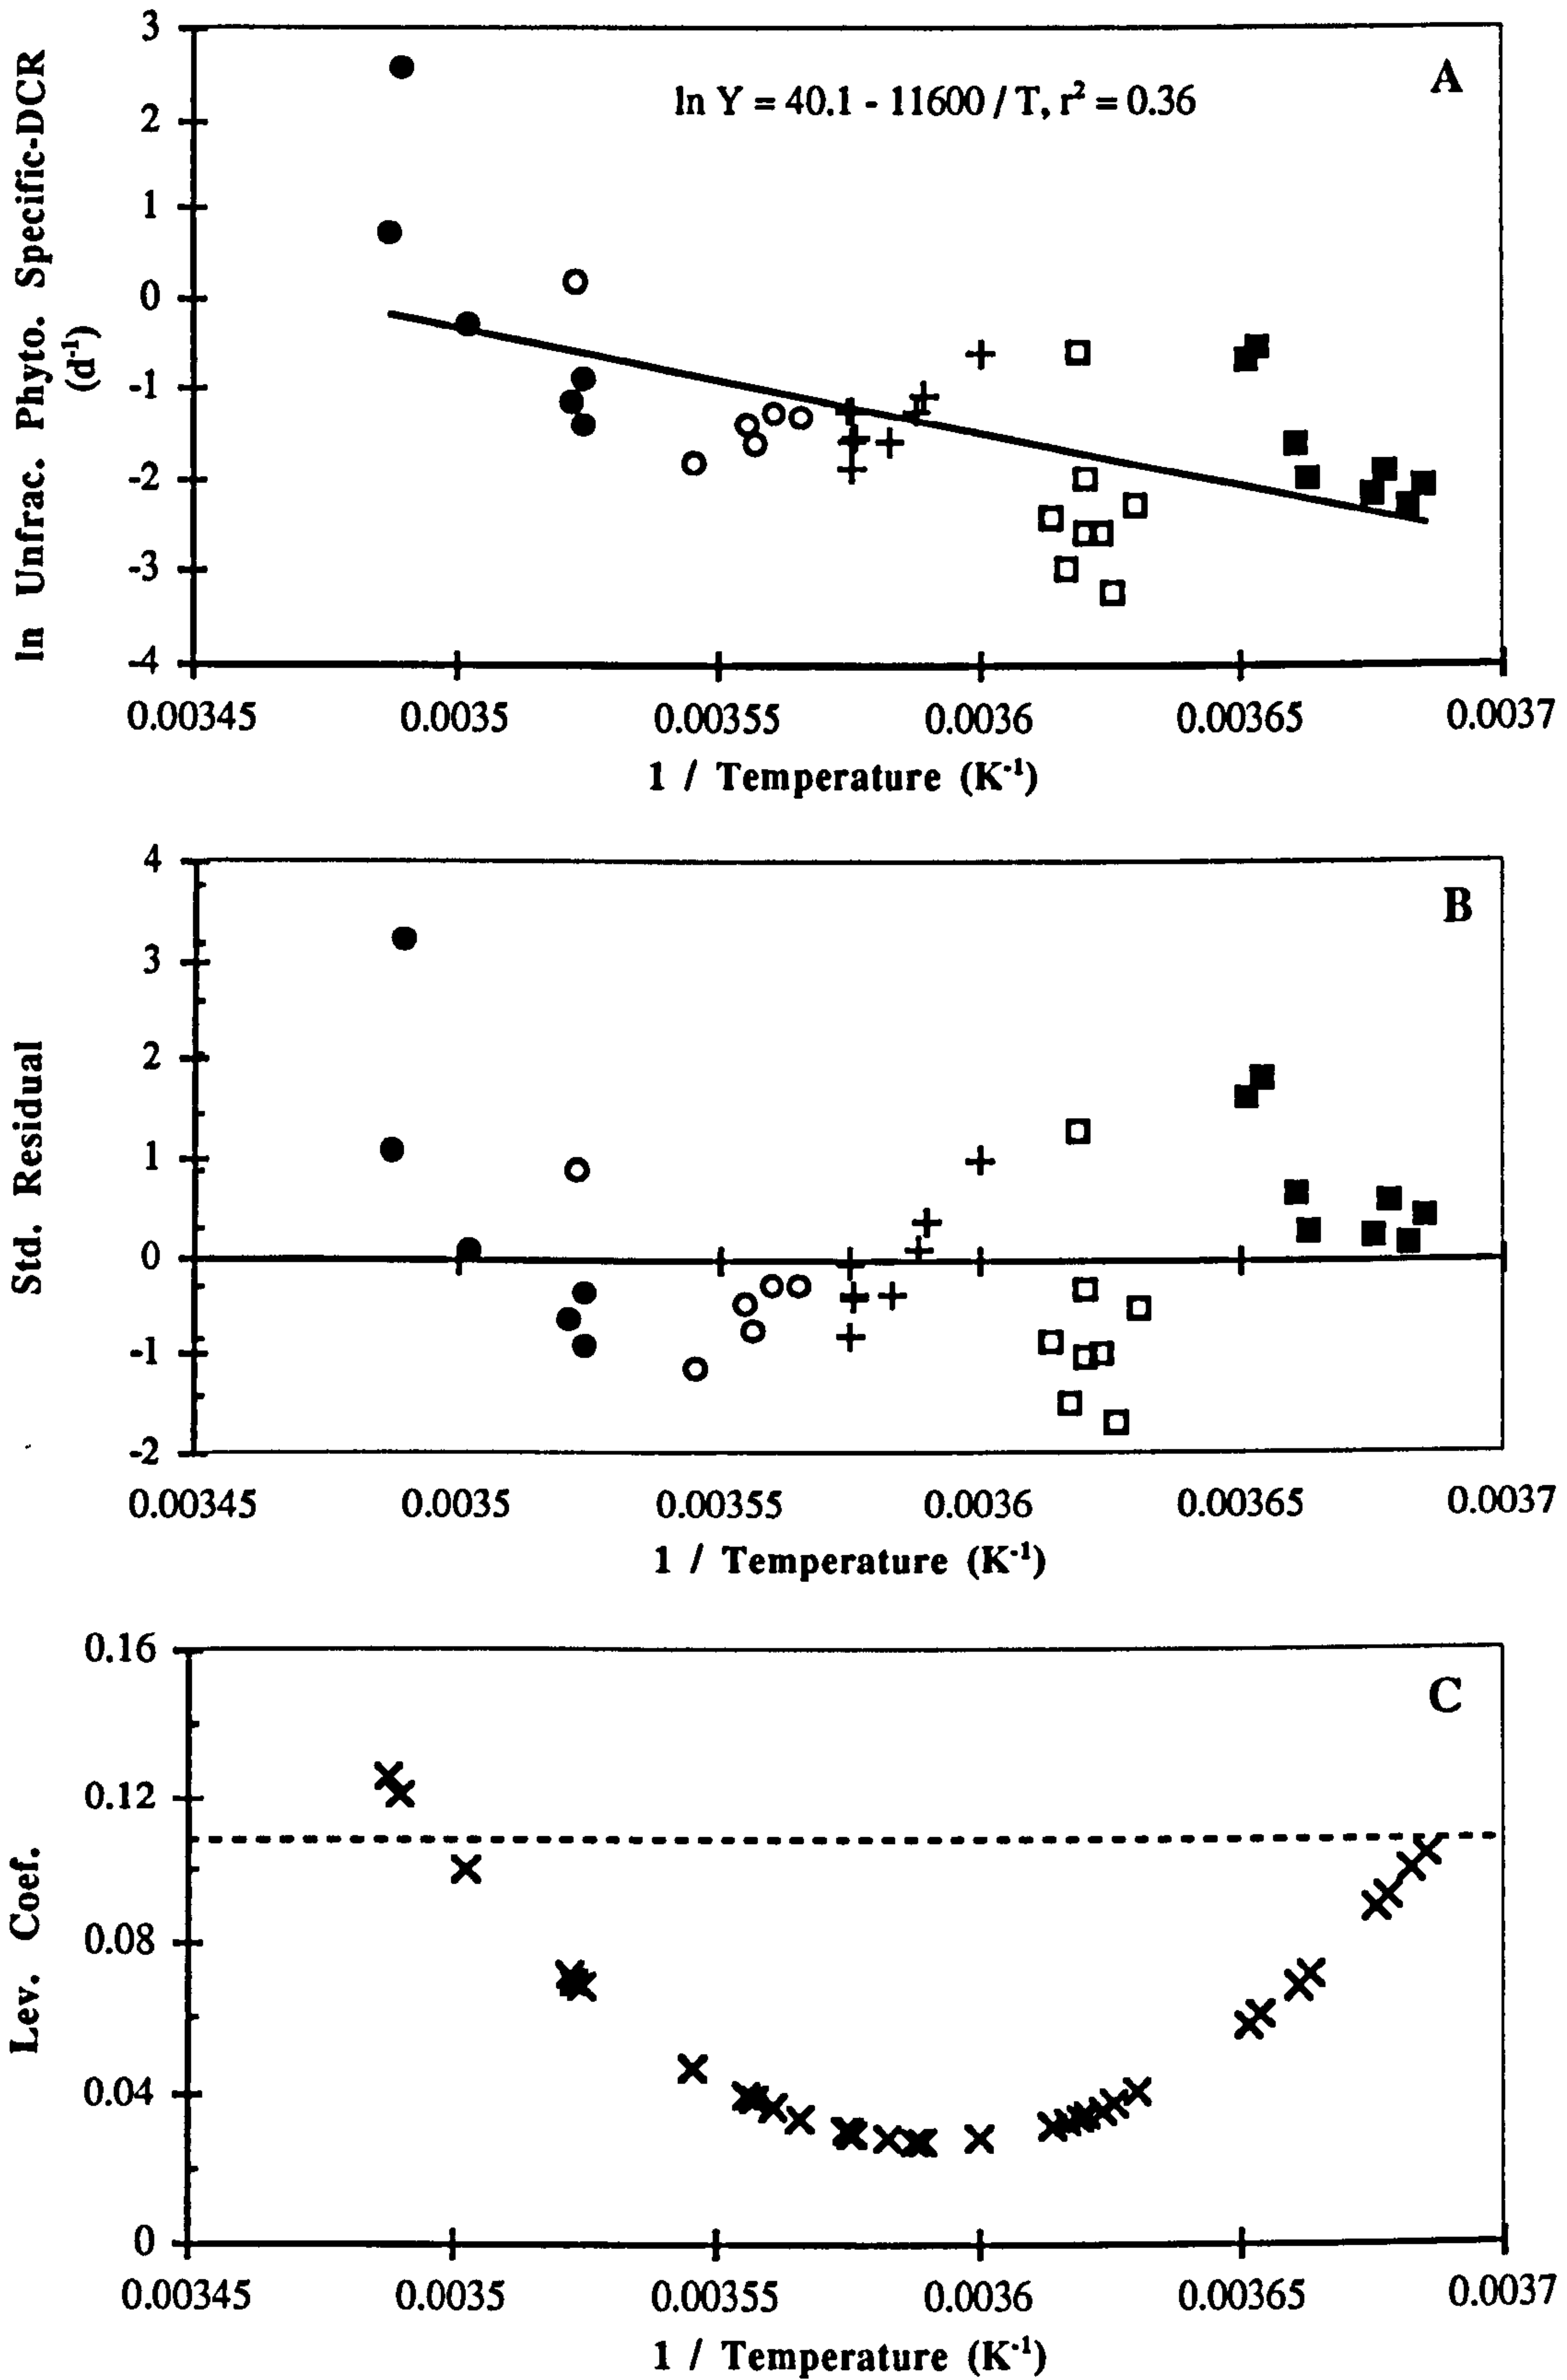 ln Unfrac. Phyto. Specific-DCR
(d⁻¹)
3
2
1
0
-1
-2
-3
-4
A
ln Y = 40.1 - 11600 / T, r² = 0.36
0.00345 0.0035 0.00355 0.0036 0.00365 0.0037
1 / Temperature (K⁻¹)
Std. Residual
4
3
2
1
0
-1
-2
B
0.00345 0.0035 0.00355 0.0036 0.00365 0.0037
1 / Temperature (K⁻¹)
Lev. Coef.
0.16
0.12
0.08
0.04
0
C
0.00345 0.0035 0.00355 0.0036 0.00365 0.0037
1 / Temperature (K⁻¹)